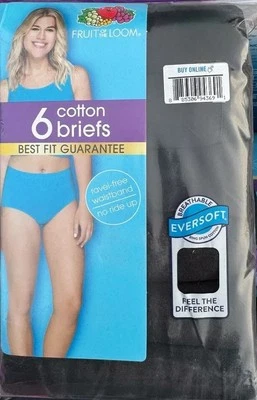 FRUIT OF THE LOOM®
BUY ONLINE
6 cotton
briefs
BEST FIT GUARANTEE
ravel-free
waistband
no ride up
BREATHABLE
EVERSOFT
FEEL THE
DIFFERENCE